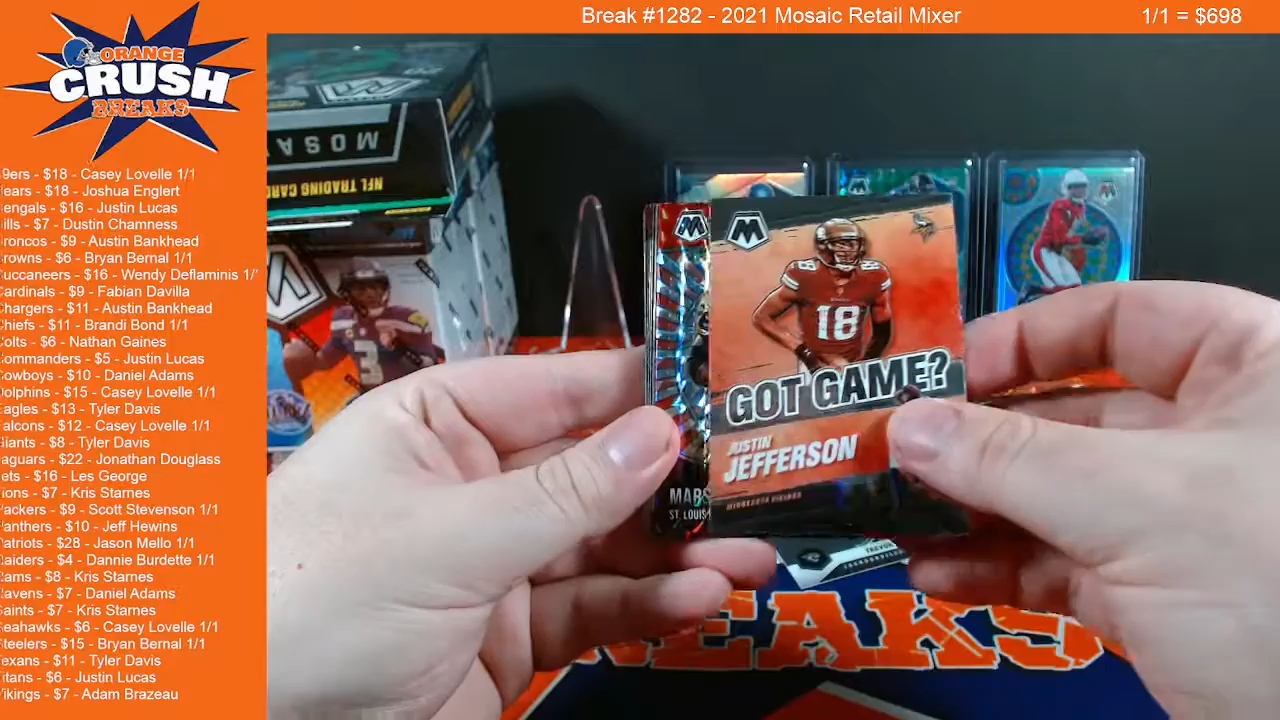 Break #1282 - 2021 Mosaic Retail Mixer
1/1 = $698
ORANGE
CRUSH
BREAKS
9ers - $18 - Casey Lovelle 1/1
ears - $18 - Joshua Englert
engals - $16 - Justin Lucas
ills - $7 - Dustin Chamness
roncos - $9 - Austin Bankhead
rowns - $6 - Bryan Bernal 1/1
uccaneers - $16 - Wendy Deflaminis 1/
Cardinals - $9 - Fabian Davilla
Chargers - $11 - Austin Bankhead
Chiefs - $11 - Brandi Bond 1/1
Colts - $6 - Nathan Gaines
ommanders - $5 - Justin Lucas
owboys - $10 - Daniel Adams
olphins - $15 - Casey Lovelle 1/1
agles - $13 - Tyler Davis
alcons - $12 - Casey Lovelle 1/1
iants - $8 - Tyler Davis
aguars - $22 - Jonathan Douglass
ets - $16 - Les George
ions - $7 - Kris Starnes
ackers - $9 - Scott Stevenson 1/1
anthers - $10 - Jeff Hewins
atriots - $28 - Jason Mello 1/1
aiders - $4 - Dannie Burdette 1/1
ams - $8 - Kris Starnes
avens - $7 - Daniel Adams
aints - $7 - Kris Starnes
eahawks - $6 - Casey Lovelle 1/1
teelers - $15 - Bryan Bernal 1/1
exans - $11 - Tyler Davis
itans - $6 - Justin Lucas
ikings - $7 - Adam Brazeau
MOSA
NFL TRADING CAR
3
M
18
18
GOT GAME?
JUSTIN
JEFFERSON
MINNESOTA VIKINGS
MARS
ST. LOUIS
TREVOR
BREAKS